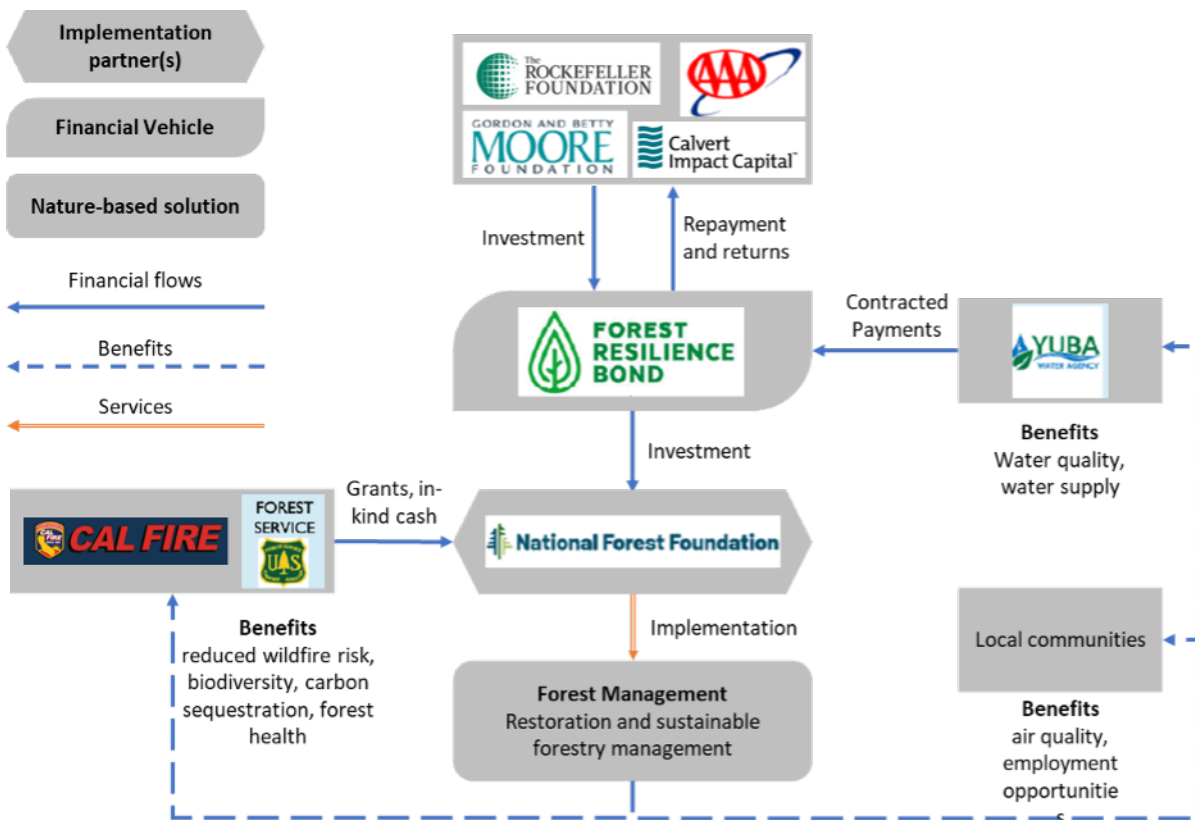 Implementation
partner(s)
Financial Vehicle
Nature-based solution
Financial flows
Benefits
Services
The
ROCKEFELLER
FOUNDATION
AAA
GORDON AND BETTY
MOORE
FOUNDATION
Calvert
Impact Capital™
Investment
Repayment
and returns
FOREST
RESILIENCE
BOND
Contracted
Payments
YUBA
WATER AGENCY
Benefits
Water quality,
water supply
Investment
CAL FIRE
CAL FIRE
FOREST
SERVICE
U S
Grants, in-
kind cash
National Forest Foundation
Benefits
reduced wildfire risk,
biodiversity, carbon
sequestration, forest
health
Implementation
Forest Management
Restoration and sustainable
forestry management
Local communities
Benefits
air quality,
employment
opportunitie
s